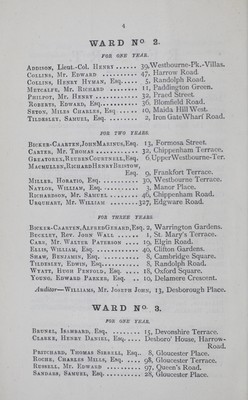 4
WARD No. 2.
FOR ONE YEAR.
ADDISON, Lieut.-Col. HENRY ...... 39, Westbourne-Pk.-Villas.
COLLINS, Mr. EDWARD .......... 47, Harrow Road.
COLLINS, HENRY HYMAN, Esq. .... 5, Randolph Road.
METCALFE, Mr. RICHARD ........ 11, Paddington Green.
PHILPOT, Mr. HENRY ............ 32, Praed Street.
ROBERTS, EDWARD, Esq. .......... 36, Blomfield Road.
SETON, MILES CHARLES, Esq. .... 10, Maida Hill West.
TILDESLEY, SAMUEL, Esq. ........ 2, Iron Gate Wharf Road.
FOR TWO YEARS.
BICKER-CAARTEN, JOHN MARINUS, Esq. 13, Formosa Street.
CARTER, Mr. THOMAS ............ 32, Chippenham Terrace.
GREATOREX, REUBEN COURTNELL, Esq. 6, Upper Westbourne-Ter.
MACMULLEN, RICHARD HENRY BRISTOW,
Esq. 9, Frankfort Terrace.
MILLER, HORATIO, Esq. .......... 30, Westbourne Terrace.
NAYLOR, WILLIAM, Esq. .......... 3, Manor Place.
RICHARDSON, Mr. SAMUEL ........ 46, Chippenham Road.
URQUHART, Mr. WILLIAM ........ 327, Edgware Road.
FOR THREE YEARS.
BICKER-CAARTEN, ALFRED GERARD, Esq. 2, Warrington Gardens.
BUCKLEY, Rev. JOHN WALL ...... 1, St. Mary's Terrace.
CARR, Mr. WALTER PATERSON .... 19, Elgin Road.
ELLIS, WILLIAM, Esq. ............ 40, Clifton Gardens.
SHAW, BENJAMIN, Esq. .......... 8, Cambridge Square.
TILDESLEY, EDWIN, Esq. .......... 8, Randolph Road.
WYATT, HUGH PENFOLD, Esq. .... 18, Oxford Square.
YOUNG, EDWARD PARKER, Esq. .... 10, Delamere Crescent.
Auditor—WILLIAMS, Mr. JOSEPH JOHN, 13, Desborough Place.
WARD No. 3.
FOR ONE YEAR.
BRUNEL, ISAMBARD, Esq. ........ 15, Devonshire Terrace.
CLARKE, HENRY DANIEL, Esq. .... Desboro' House, Harrow-
Road.
PRITCHARD, THOMAS SIRRELL, Esq. 8, Gloucester Place.
ROCHE, CHARLES MILLS, Esq. .... 98, Gloucester Terrace.
RUSSELL, Mr. EDWARD .......... 97, Queen's Road.
SANDARS, SAMUEL, Esq. .......... 28, Gloucester Place.